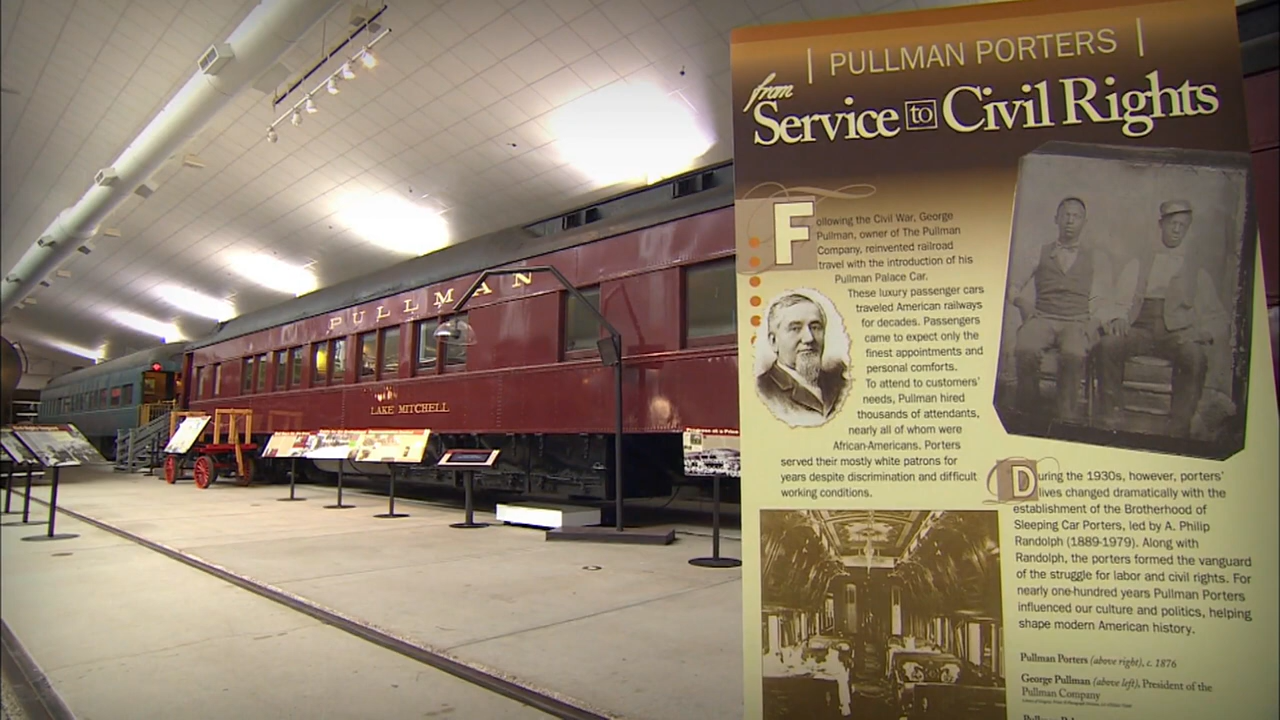 PULLMAN
LAKE MITCHELL
| PULLMAN PORTERS |
from
Service to Civil Rights
Following the Civil War, George
Pullman, owner of The Pullman
Company, reinvented railroad
travel with the introduction of his
Pullman Palace Car.
These luxury passenger cars
traveled American railways
for decades. Passengers
came to expect only the
finest appointments and
personal comforts.
To attend to customers'
needs, Pullman hired
thousands of attendants,
nearly all of whom were
African-Americans. Porters
served their mostly white patrons for
years despite discrimination and difficult
working conditions.
During the 1930s, however, porters'
lives changed dramatically with the
establishment of the Brotherhood of
Sleeping Car Porters, led by A. Philip
Randolph (1889-1979). Along with
Randolph, the porters formed the vanguard
of the struggle for labor and civil rights. For
nearly one-hundred years Pullman Porters
influenced our culture and politics, helping
shape modern American history.
Pullman Porters (above right), c. 1876
George Pullman (above left), President of the
Pullman Company